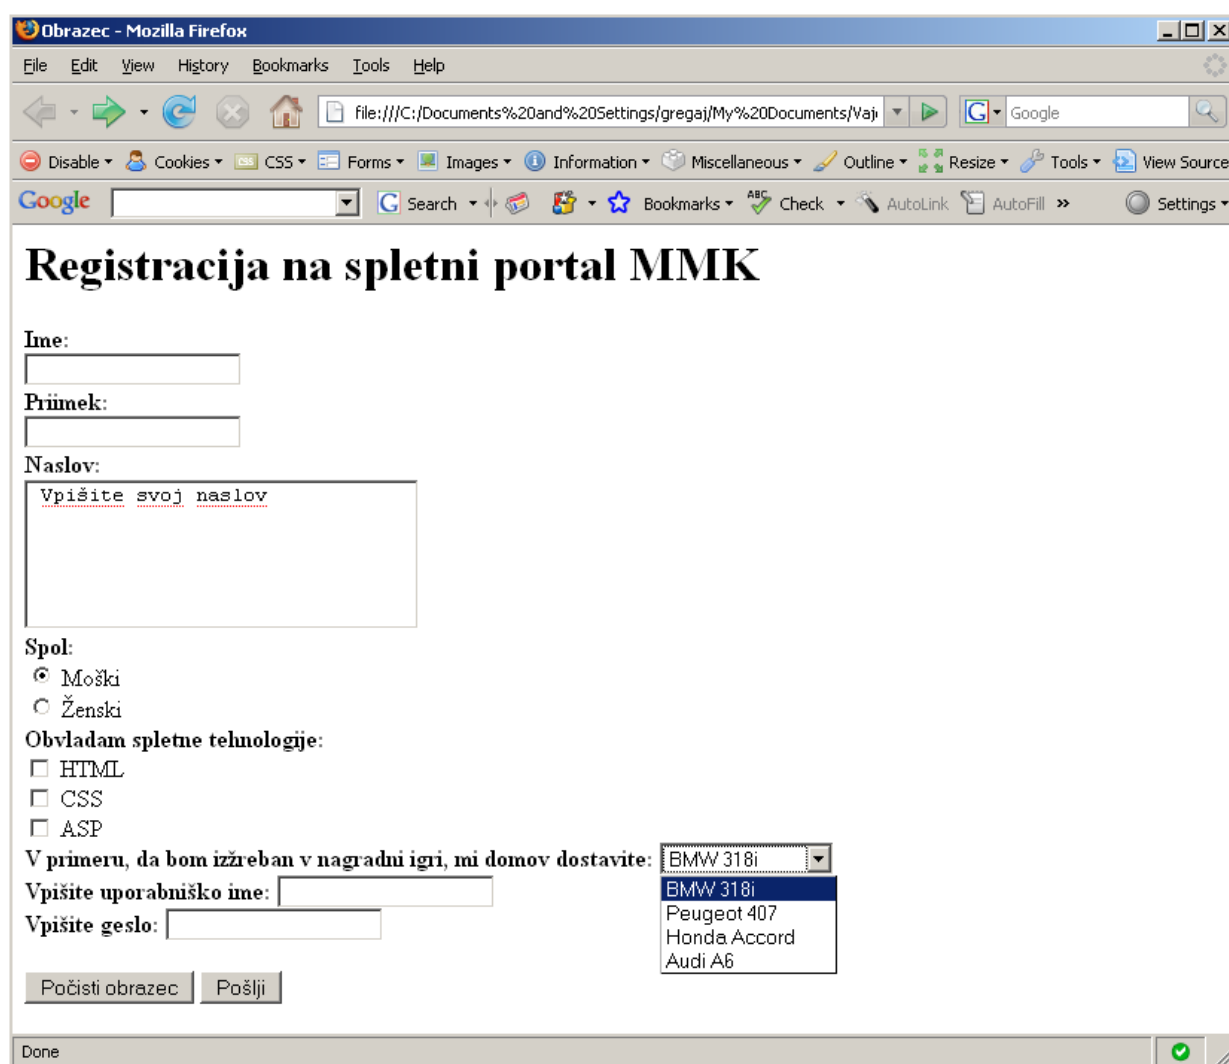 Obrazec - Mozilla Firefox
File Edit View History Bookmarks Tools Help
file:///C:/Documents%20and%20Settings/gregaj/My%20Documents/Vaj Google
Disable Cookies CSS Forms Images Information Miscellaneous Outline Resize Tools View Source
Google Search Bookmarks Check AutoLink AutoFill Settings
Registracija na spletni portal MMK
Ime:
Priimek:
Naslov:
Vpišite svoj naslov
Spol:
Moški
Ženski
Obvladam spletne tehnologije:
HTML
CSS
ASP
V primeru, da bom izžreban v nagradni igri, mi domov dostavite: BMW 318i
BMW 318i
Peugeot 407
Honda Accord
Audi A6
Vpišite uporabniško ime:
Vpišite geslo:
Počisti obrazec Pošlji
Done